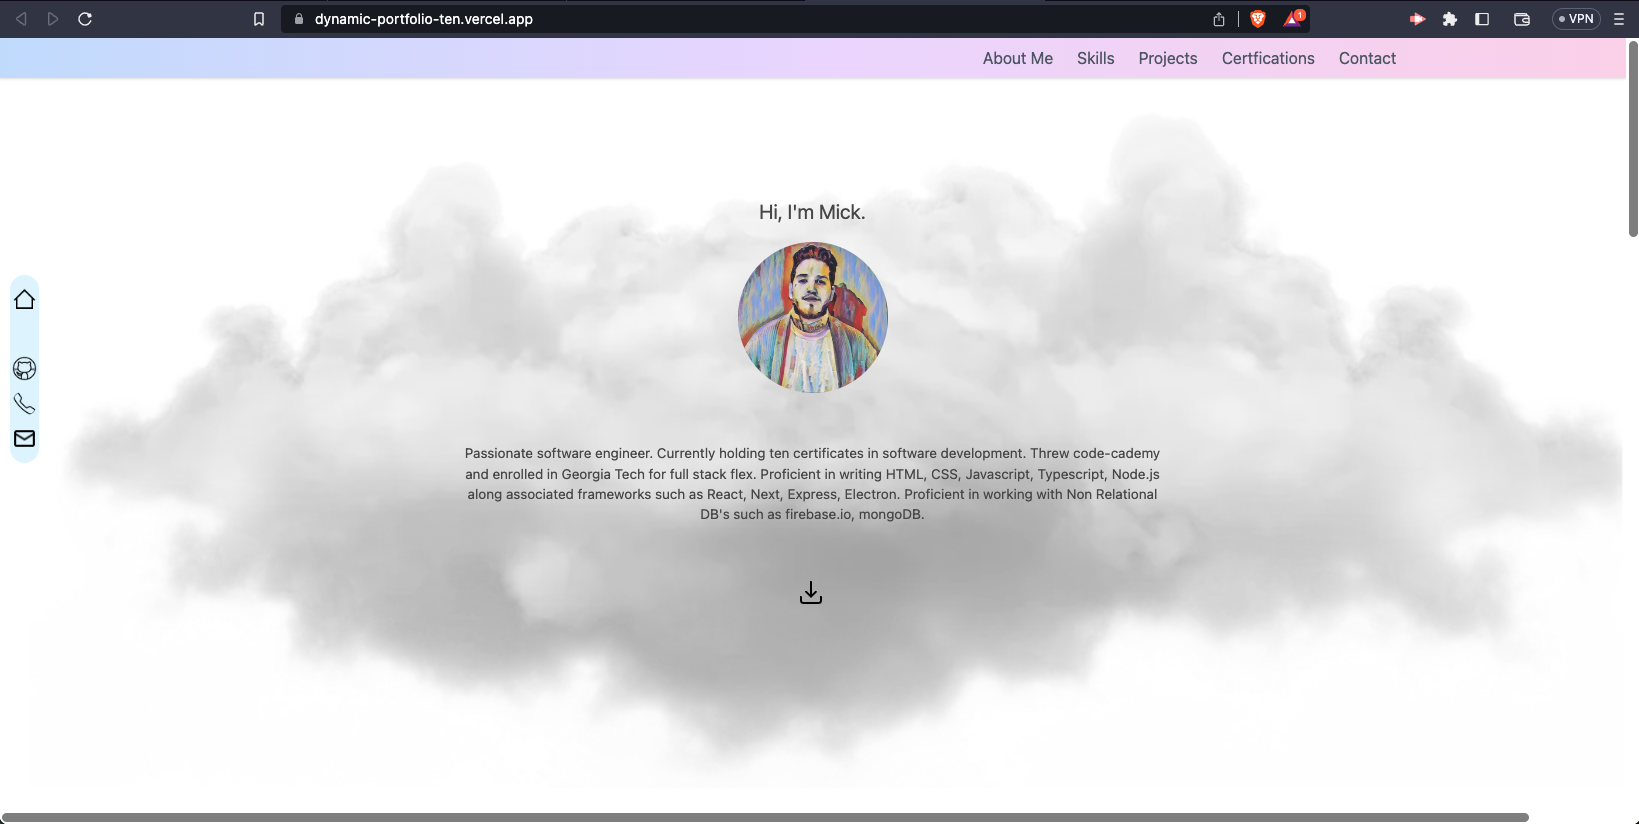 dynamic-portfolio-ten.vercel.app
1
VPN
About Me Skills Projects Certfications Contact
Hi, I'm Mick.
Passionate software engineer. Currently holding ten certificates in software development. Threw code-cademy
and enrolled in Georgia Tech for full stack flex. Proficient in writing HTML, CSS, Javascript, Typescript, Node.js
along associated frameworks such as React, Next, Express, Electron. Proficient in working with Non Relational
DB's such as firebase.io, mongoDB.